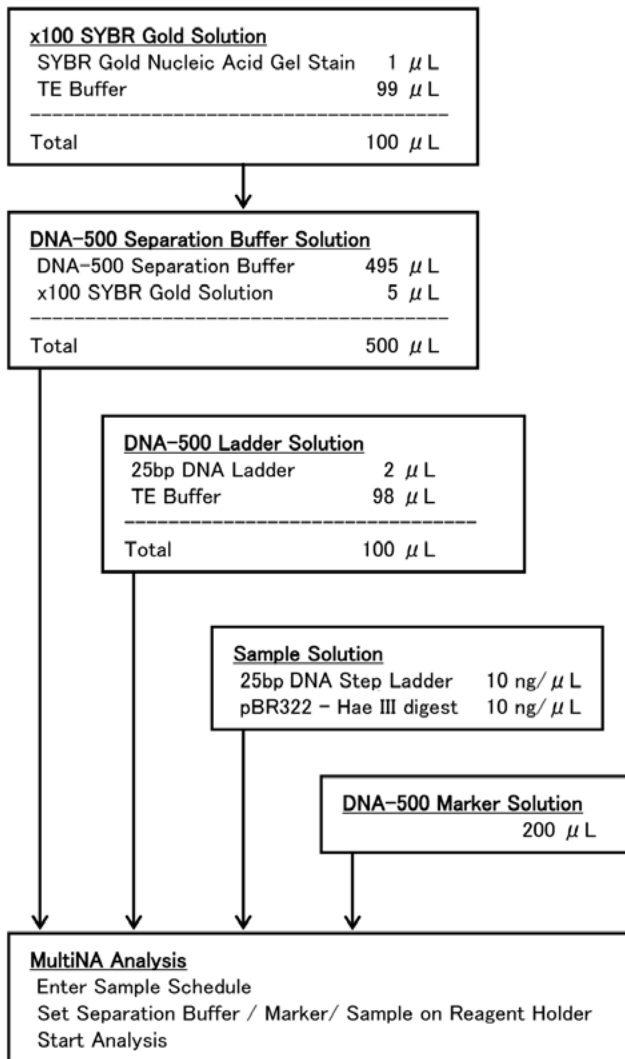 x100 SYBR Gold Solution
SYBR Gold Nucleic Acid Gel Stain 1 μL
TE Buffer 99 μL
Total 100 μL
DNA-500 Separation Buffer Solution
DNA-500 Separation Buffer 495 μL
x100 SYBR Gold Solution 5 μL
Total 500 μL
DNA-500 Ladder Solution
25bp DNA Ladder 2 μL
TE Buffer 98 μL
Total 100 μL
Sample Solution
25bp DNA Step Ladder 10 ng/μL
pBR322 - Hae III digest 10 ng/μL
DNA-500 Marker Solution
200 μL
MultiNA Analysis
Enter Sample Schedule
Set Separation Buffer / Marker/ Sample on Reagent Holder
Start Analysis